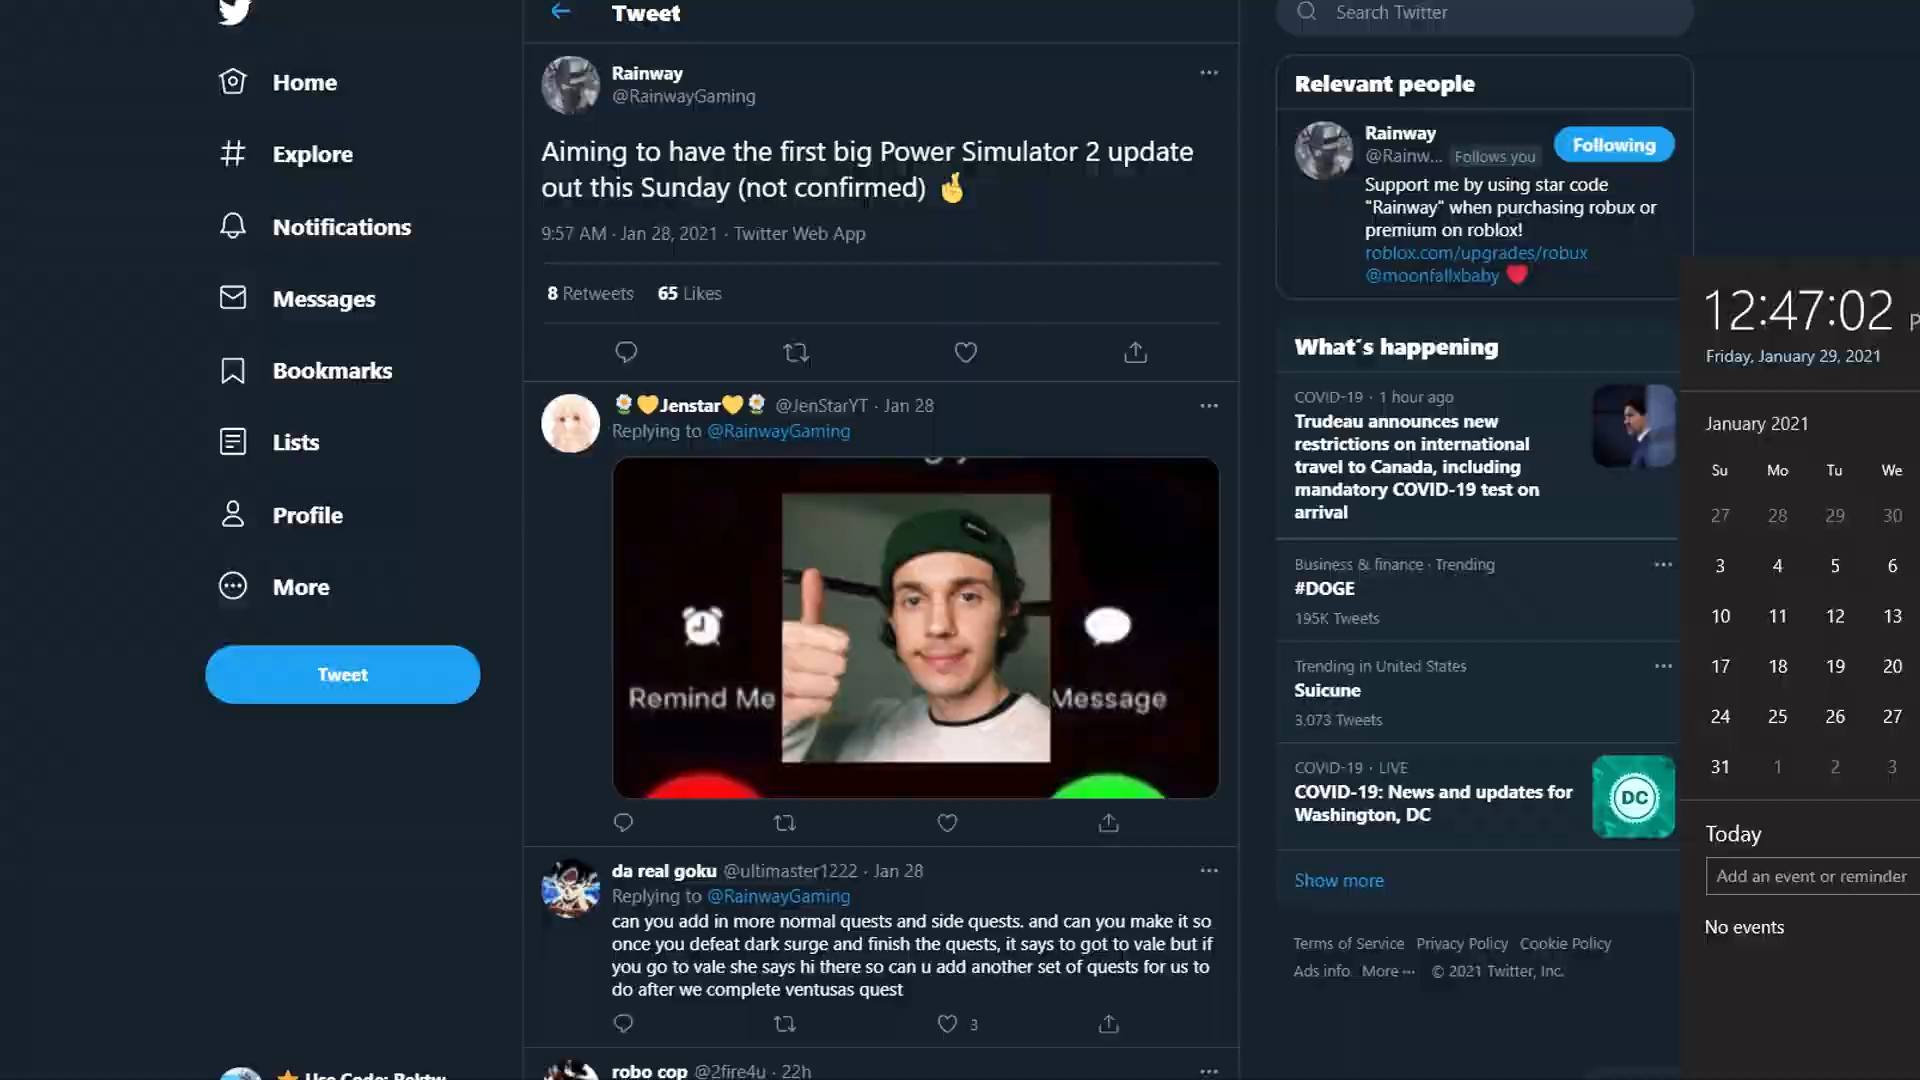 Home
Explore
Notifications
Messages
Bookmarks
Lists
Profile
More
Tweet
Tweet
Rainway
@RainwayGaming
Aiming to have the first big Power Simulator 2 update
out this Sunday (not confirmed) 🤞
9:57 AM · Jan 28, 2021 · Twitter Web App
8 Retweets 65 Likes
🌼💛Jenstar💛🌼 @JenStarYT · Jan 28
Replying to @RainwayGaming
Remind Me
Message
da real goku @ultimaster1222 · Jan 28
Replying to @RainwayGaming
can you add in more normal quests and side quests. and can you make it so
once you defeat dark surge and finish the quests, it says to got to vale but if
you go to vale she says hi there so can u add another set of quests for us to
do after we complete ventusas quest
3
robo cop @2fire4u · 22h
Search Twitter
Relevant people
Rainway
@Rainw... Follows you
Following
Support me by using star code
"Rainway" when purchasing robux or
premium on roblox!
roblox.com/upgrades/robux
@moonfallxbaby ❤️
What's happening
COVID-19 · 1 hour ago
Trudeau announces new
restrictions on international
travel to Canada, including
mandatory COVID-19 test on
arrival
Business & finance · Trending
#DOGE
195K Tweets
Trending in United States
Suicune
3,073 Tweets
COVID-19 · LIVE
COVID-19: News and updates for
Washington, DC
DC
Show more
Terms of Service Privacy Policy Cookie Policy
Ads info More ··· © 2021 Twitter, Inc.
12:47:02
Friday, January 29, 2021
January 2021
Su Mo Tu We
27 28 29 30
3 4 5 6
10 11 12 13
17 18 19 20
24 25 26 27
31 1 2 3
Today
Add an event or reminder
No events